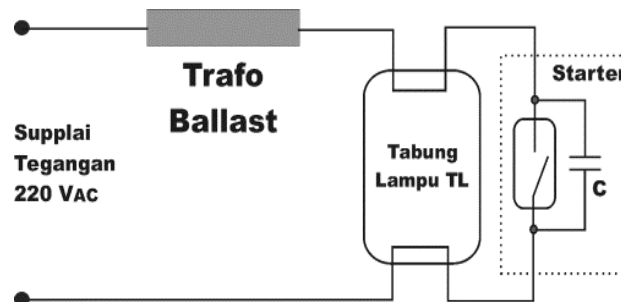 Trafo
Ballast
Starter
Supplai
Tegangan
220 VAC
Tabung
Lampu TL
C